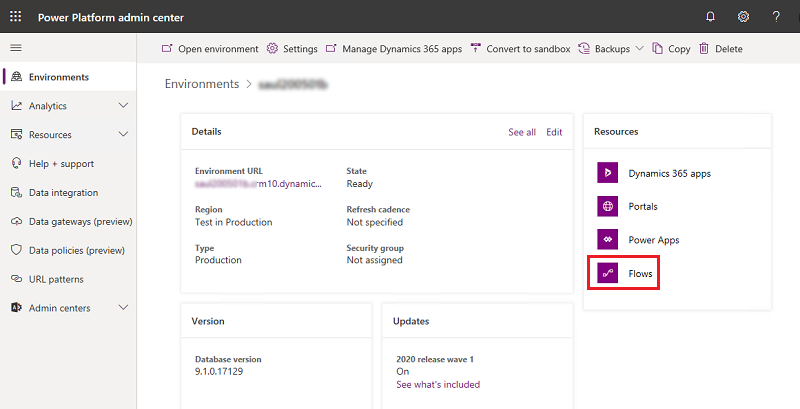 Power Platform admin center
?
Open environment Settings Manage Dynamics 365 apps Convert to sandbox Backups Copy Delete
Environments
Analytics
Resources
Help + support
Data integration
Data gateways (preview)
Data policies (preview)
URL patterns
Admin centers
Environments >
Details
See all Edit
Environment URL
rm10.dynamic...
State
Ready
Region
Test in Production
Refresh cadence
Not specified
Type
Production
Security group
Not assigned
Resources
Dynamics 365 apps
Portals
Power Apps
Flows
Version
Database version
9.1.0.17129
Updates
2020 release wave 1
On
See what's included